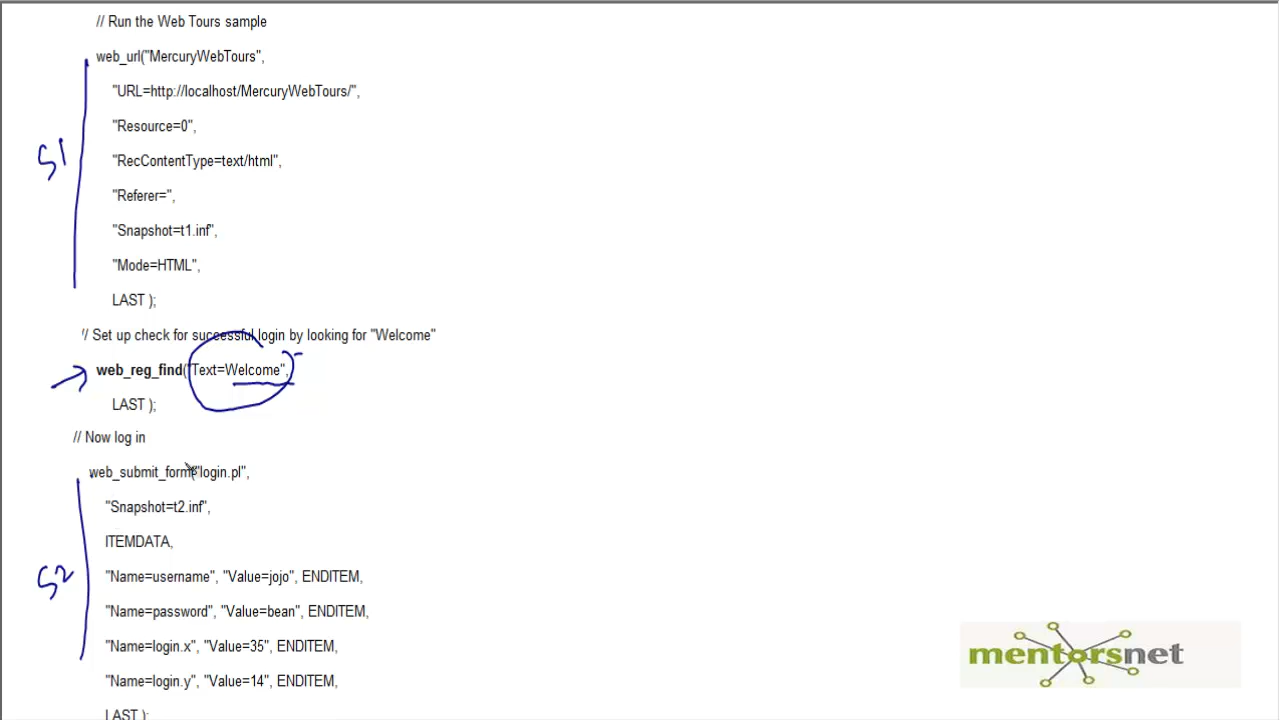 // Run the Web Tours sample
web_url("MercuryWebTours",
"URL=http://localhost/MercuryWebTours/",
"Resource=0",
S1
"RecContentType=text/html",
"Referer=",
"Snapshot=t1.inf",
"Mode=HTML",
LAST );
// Set up check for successful login by looking for "Welcome"
web_reg_find("Text=Welcome",
LAST );
// Now log in
web_submit_form("login.pl",
"Snapshot=t2.inf",
ITEMDATA,
S2
"Name=username", "Value=jojo", ENDITEM,
"Name=password", "Value=bean", ENDITEM,
"Name=login.x", "Value=35", ENDITEM,
"Name=login.y", "Value=14", ENDITEM,
LAST );
mentorsnet